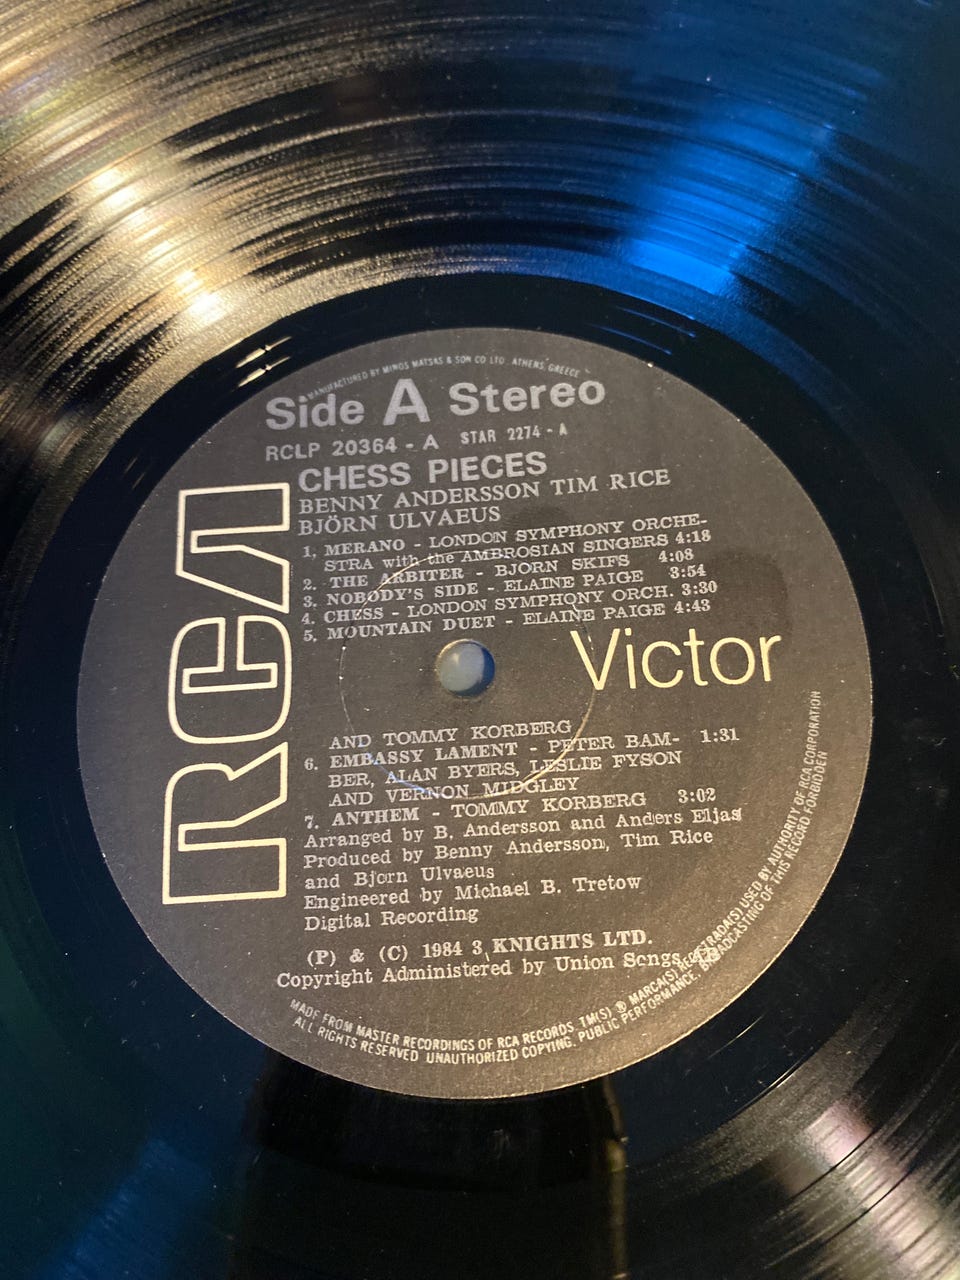 MANUFACTURED BY MINOS MATSAS & SON CO LTD. ATHENS, GREECE
Side A Stereo
RCLP 20364 - A STAR 2274 - A
CHESS PIECES
BENNY ANDERSSON TIM RICE
BJÖRN ULVAEUS
1. MERANO - LONDON SYMPHONY ORCHE-
STRA with the AMBROSIAN SINGERS 4:18
2. THE ARBITER - BJORN SKIFS 4:08
3. NOBODY'S SIDE - ELAINE PAIGE 3:54
4. CHESS - LONDON SYMPHONY ORCH. 3:30
5. MOUNTAIN DUET - ELAINE PAIGE 4:43
RCA
Victor
AND TOMMY KORBERG
6. EMBASSY LAMENT - PETER BAM- 1:31
BER, ALAN BYERS, LESLIE FYSON
AND VERNON MIDGLEY
7. ANTHEM - TOMMY KORBERG 3:02
Arranged by B. Andersson and Anders Eljas
Produced by Benny Andersson, Tim Rice
and Bjorn Ulvaeus
Engineered by Michael B. Tretow
Digital Recording
(P) & (C) 1984 3 KNIGHTS LTD.
Copyright Administered by Union Songs
MADE FROM MASTER RECORDINGS OF RCA RECORDS TM(S) ® MARCA(S) REGISTRADA(S) USED BY AUTHORITY OF RCA CORPORATION
ALL RIGHTS RESERVED UNAUTHORIZED COPYING, PUBLIC PERFORMANCE, BROADCASTING OF THIS RECORD FORBIDDEN